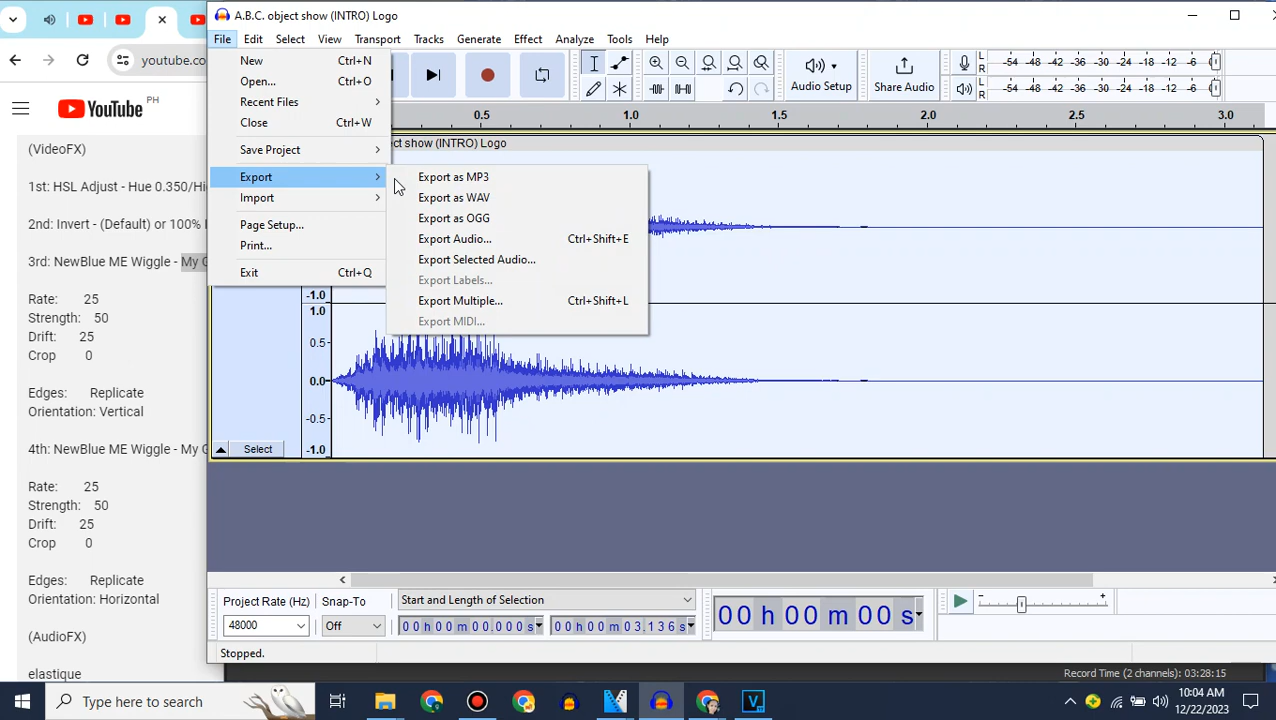 A.B.C. object show (INTRO) Logo
File Edit Select View Transport Tracks Generate Effect Analyze Tools Help
youtube.co
YouTube PH
(VideoFX)
1st: HSL Adjust - Hue 0.350/H
2nd: Invert - (Default) or 100%
3rd: NewBlue ME Wiggle - My
Rate: 25
Strength: 50
Drift: 25
Crop 0
Edges: Replicate
Orientation: Vertical
4th: NewBlue ME Wiggle - My
Rate: 25
Strength: 50
Drift: 25
Crop 0
Edges: Replicate
Orientation: Horizontal
(AudioFX)
elastique
New Ctrl+N
Open... Ctrl+O
Recent Files
Close Ctrl+W
Save Project
Export
Import
Page Setup...
Print...
Exit Ctrl+Q
Export as MP3
Export as WAV
Export as OGG
Export Audio... Ctrl+Shift+E
Export Selected Audio...
Export Labels...
Export Multiple... Ctrl+Shift+L
Export MIDI...
Audio Setup
Share Audio
L R -54 -48 -42 -36 -30 -24 -18 -12 -6
L R -54 -48 -42 -36 -30 -24 -18 -12 -6
0.5 1.0 1.5 2.0 2.5 3.0
ct show (INTRO) Logo
-1.0
1.0
0.5
0.0
-0.5
-1.0
Select
Project Rate (Hz) Snap-To
48000 Off
Start and Length of Selection
00 h 00 m 00.000 s 00 h 00 m 03.136 s
00 h 00 m 00 s
Stopped.
Record Time (2 channels): 03:28:15
Type here to search
10:04 AM
12/22/2023